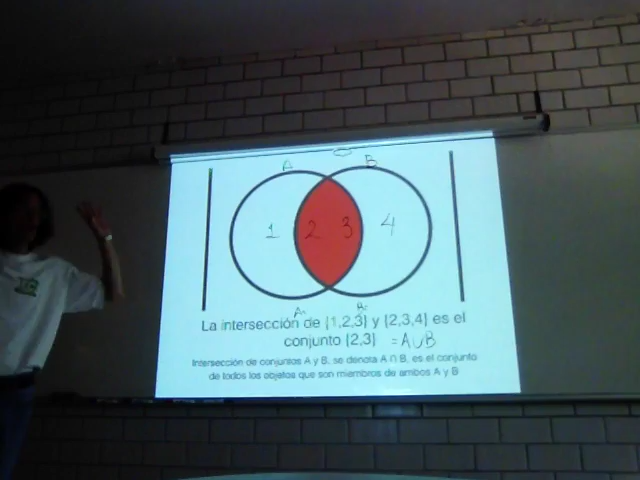 A B
1 2 3 4
A B
La intersección de {1,2,3} y {2,3,4} es el
conjunto {2,3} = A∪B
Intersección de conjuntos A y B, se denota A ∩ B, es el conjunto
de todos los objetos que son miembros de ambos A y B